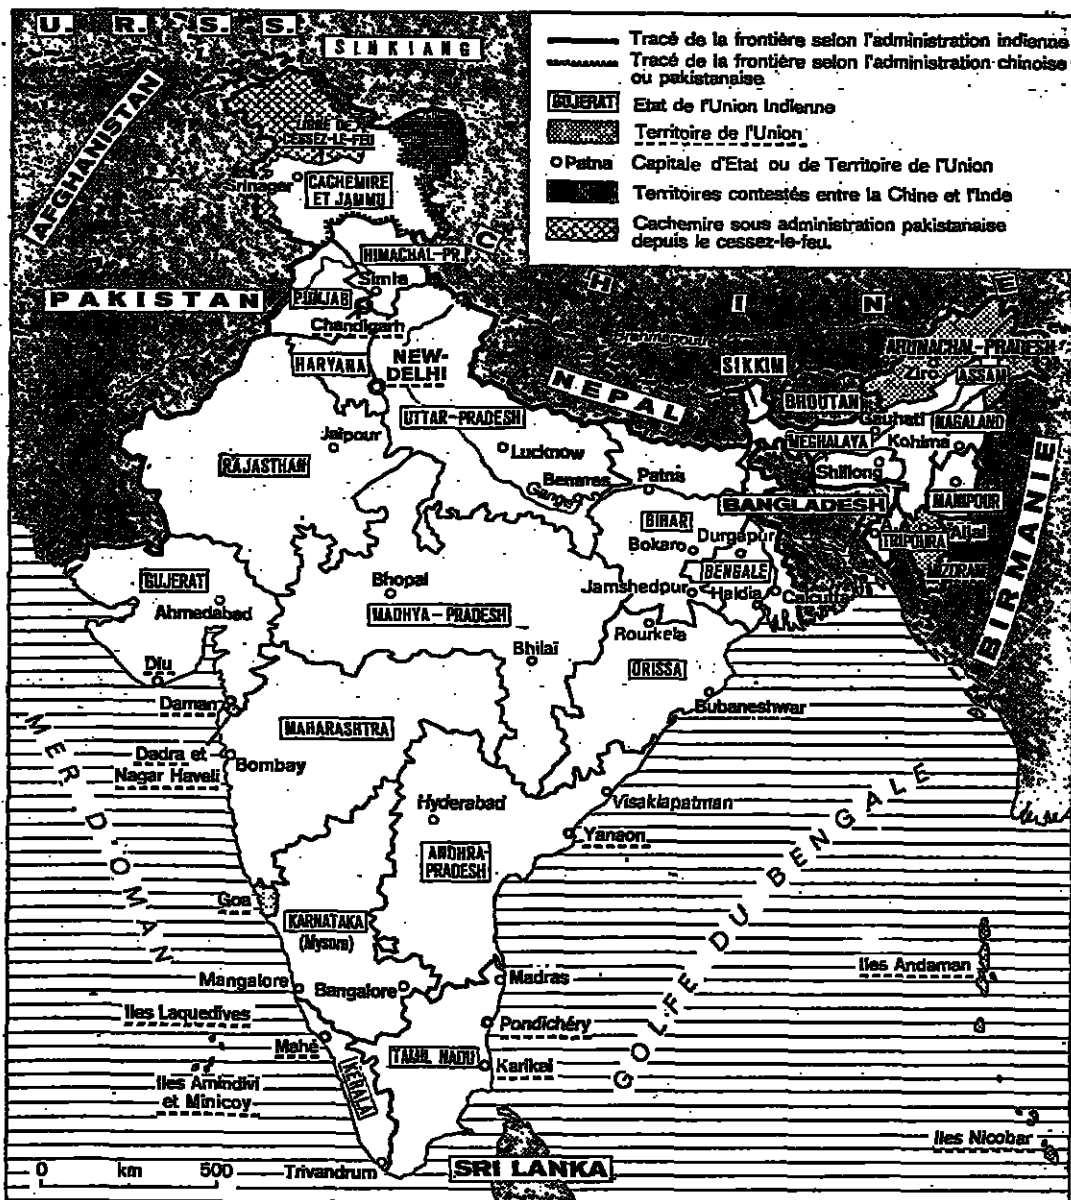 U. R. S. S.
SINKIANG
AFGHANISTAN
Tracé de la frontière selon l'administration indienne
Tracé de la frontière selon l'administration chinoise
ou pakistanaise
GUJERAT Etat de l'Union Indienne
Territoire de l'Union
Patna Capitale d'Etat ou de Territoire de l'Union
Territoires contestés entre la Chine et l'Inde
Cachemire sous administration pakistanaise
depuis le cessez-le-feu.
LIGNE DE
CESSEZ-LE-FEU
Srinager
CACHEMIRE
ET JAMMU
CHINE
HIMACHAL-PR.
Simla
PAKISTAN
PUNJAB
Chandigarh
HARYANA
NEW-
DELHI
NEPAL
SIKKIM
BHOUTAN
ARUNACHAL-PRADESH
Ziro
ASSAM
UTTAR-PRADESH
Gauhati
NAGALAND
MEGHALAYA
Kohima
Jaipour
Lucknow
RAJASTHAN
Benares
Gange
Patna
Shillong
BANGLADESH
MANIPOUR
BIRMANIE
BIHAR
Durgapur
Bokaro
TRIPOURA
Aijal
MIZORAM
BENGALE
GUJERAT
Ahmedabad
Bhopal
MADHYA-PRADESH
Jamshedpur
Haldia
Calcutta
Rourkela
Bhilai
ORISSA
Diu
Daman
Bubaneshwar
MAHARASHTRA
Dadra et
Nagar Haveli
Bombay
MER D'OMAN
Hyderabad
Visakiapatman
Yanaon
ANDHRA-
PRADESH
GOLFE DU BENGALE
Goa
KARNATAKA
(Mysore)
Iles Andaman
Mangalore
Bangalore
Madras
Iles Laquedives
Pondichéry
Mahé
TAMIL NADU
Karikal
KERALA
Iles Amindivi
et Minicoy
Iles Nicobar
0 km 500
Trivandrum
SRI LANKA